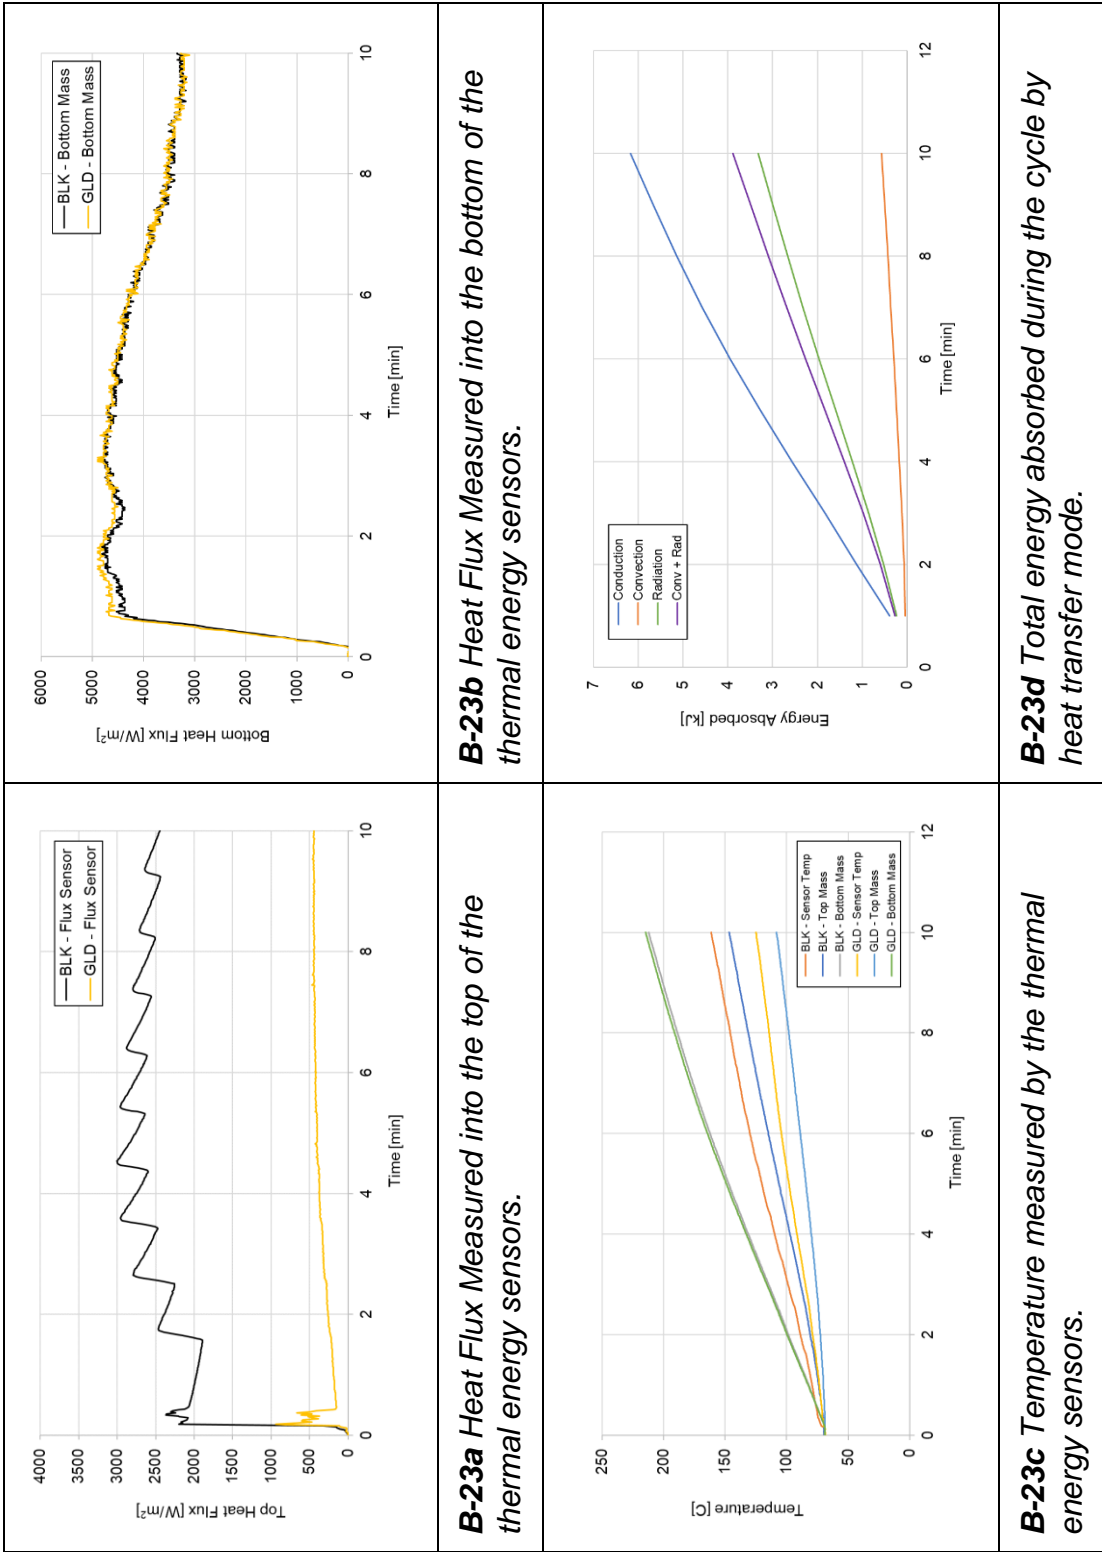 4000
3500
3000
2500
2000
1500
1000
500
0
Top Heat Flux [W/m²]
BLK - Flux Sensor
GLD - Flux Sensor
0 2 4 6 8 10
Time [min]
B-23a Heat Flux Measured into the top of the
thermal energy sensors.
6000
5000
4000
3000
2000
1000
0
Bottom Heat Flux [W/m²]
BLK - Bottom Mass
GLD - Bottom Mass
0 2 4 6 8 10
Time [min]
B-23b Heat Flux Measured into the bottom of the
thermal energy sensors.
250
200
150
100
50
0
Temperature [C]
BLK - Sensor Temp
BLK - Top Mass
BLK - Bottom Mass
GLD - Sensor Temp
GLD - Top Mass
GLD - Bottom Mass
0 2 4 6 8 10 12
Time [min]
B-23c Temperature measured by the thermal
energy sensors.
7
6
5
4
3
2
1
0
Energy Absorbed [kJ]
Conduction
Convection
Radiation
Conv + Rad
0 2 4 6 8 10 12
Time [min]
B-23d Total energy absorbed during the cycle by
heat transfer mode.